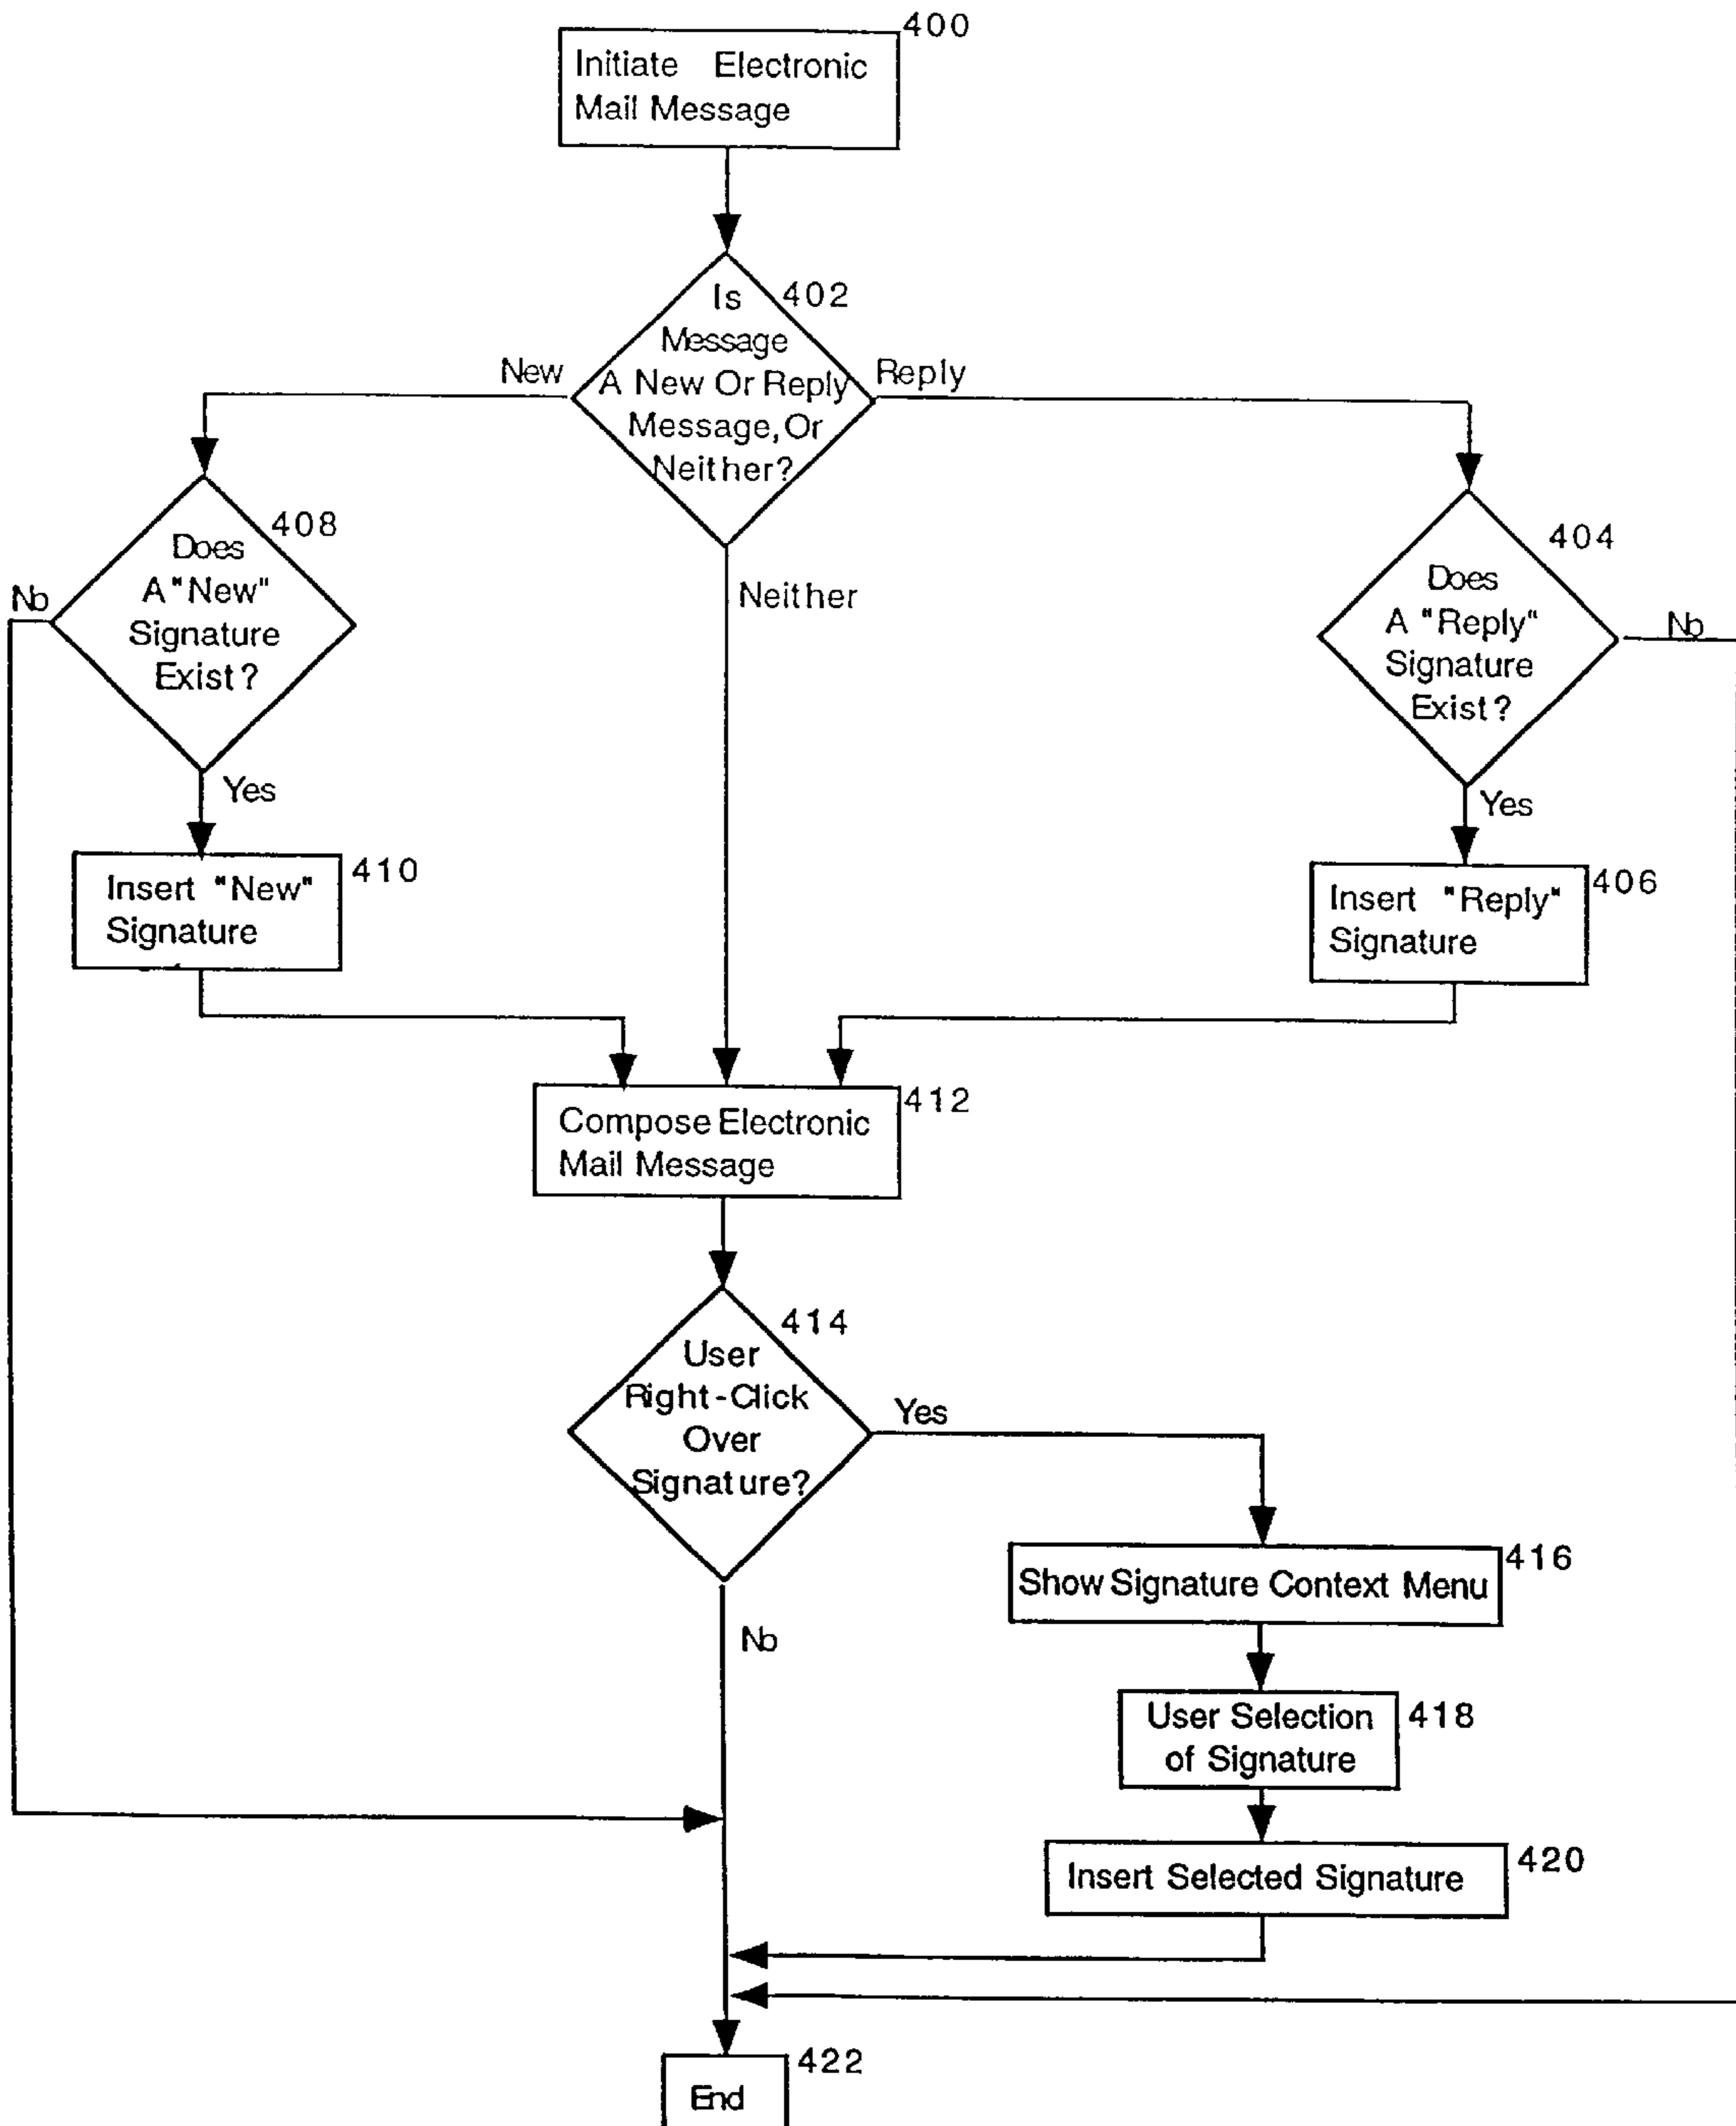 400
Initiate Electronic
Mail Message
402
Is
Message
A New Or Reply
Message, Or
Neither?
New
Reply
Neither
408
Does
A "New"
Signature
Exist?
No
Yes
404
Does
A "Reply"
Signature
Exist?
No
Yes
410
Insert "New"
Signature
406
Insert "Reply"
Signature
412
Compose Electronic
Mail Message
414
User
Right-Click
Over
Signature?
Yes
No
416
Show Signature Context Menu
418
User Selection
of Signature
420
Insert Selected Signature
422
End